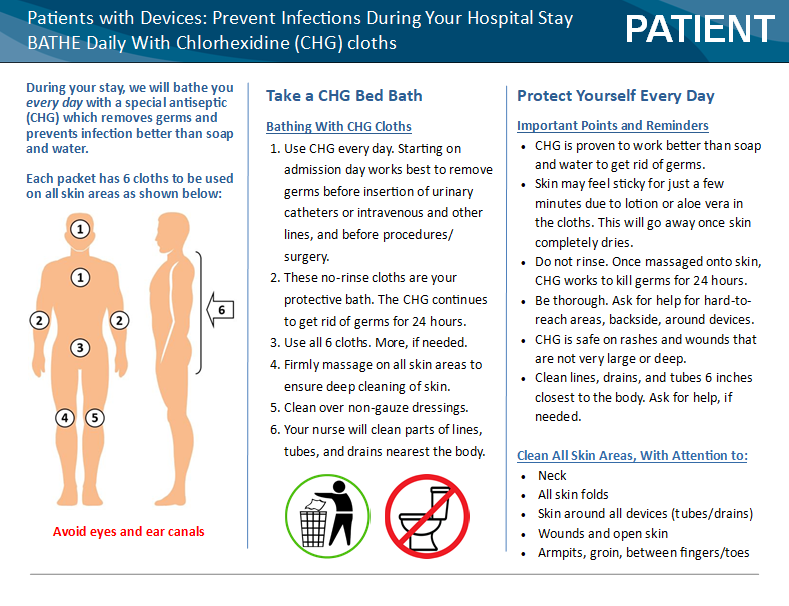 Patients with Devices: Prevent Infections During Your Hospital Stay
BATHE Daily With Chlorhexidine (CHG) cloths
PATIENT
During your stay, we will bathe you
every day with a special antiseptic
(CHG) which removes germs and
prevents infection better than soap
and water.
Each packet has 6 cloths to be used
on all skin areas as shown below:
1
1
2
2
3
4
5
6
Avoid eyes and ear canals
Take a CHG Bed Bath
Bathing With CHG Cloths
1. Use CHG every day. Starting on
admission day works best to remove
germs before insertion of urinary
catheters or intravenous and other
lines, and before procedures/
surgery.
2. These no-rinse cloths are your
protective bath. The CHG continues
to get rid of germs for 24 hours.
3. Use all 6 cloths. More, if needed.
4. Firmly massage on all skin areas to
ensure deep cleaning of skin.
5. Clean over non-gauze dressings.
6. Your nurse will clean parts of lines,
tubes, and drains nearest the body.
Protect Yourself Every Day
Important Points and Reminders
• CHG is proven to work better than soap
and water to get rid of germs.
• Skin may feel sticky for just a few
minutes due to lotion or aloe vera in
the cloths. This will go away once skin
completely dries.
• Do not rinse. Once massaged onto skin,
CHG works to kill germs for 24 hours.
• Be thorough. Ask for help for hard-to-
reach areas, backside, around devices.
• CHG is safe on rashes and wounds that
are not very large or deep.
• Clean lines, drains, and tubes 6 inches
closest to the body. Ask for help, if
needed.
Clean All Skin Areas, With Attention to:
• Neck
• All skin folds
• Skin around all devices (tubes/drains)
• Wounds and open skin
• Armpits, groin, between fingers/toes